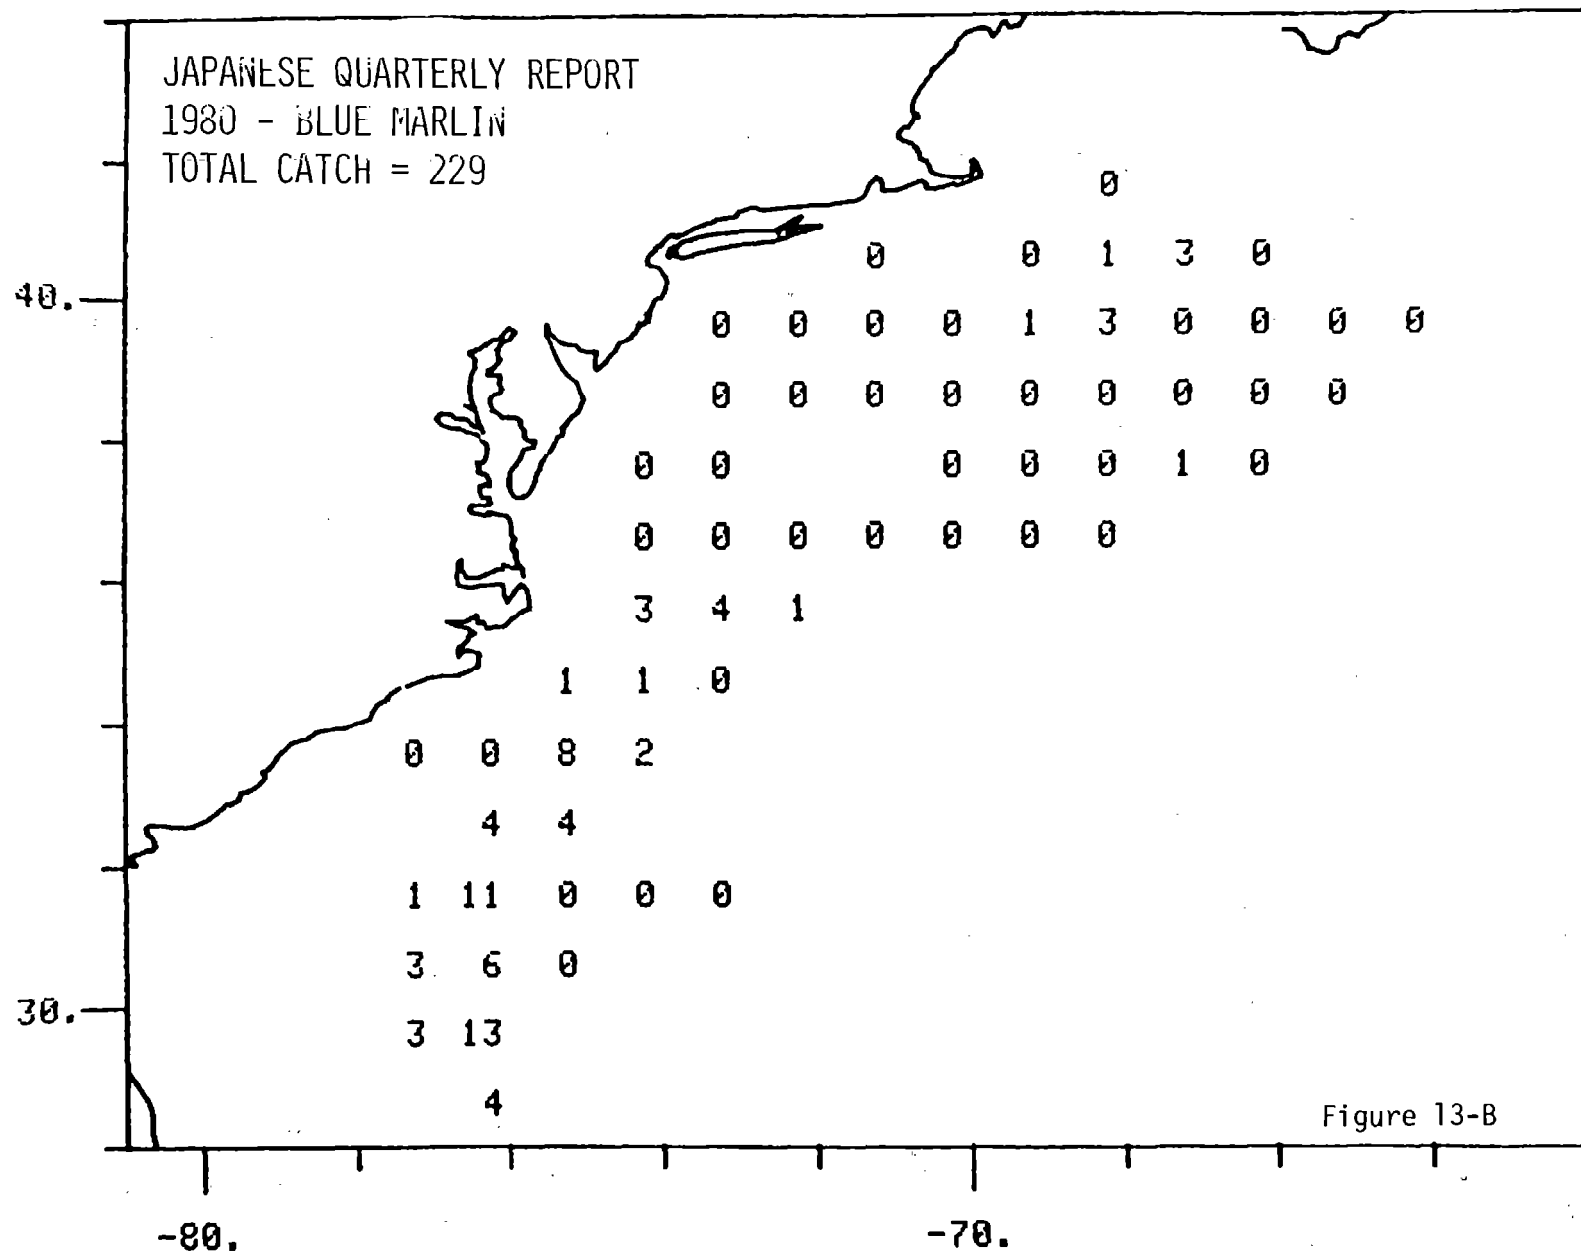 JAPANESE QUARTERLY REPORT
1980 - BLUE MARLIN
TOTAL CATCH = 229
0
0 0 1 3 0
40.
0 0 0 0 1 3 0 0 0 0
0 0 0 0 0 0 0 0 0
0 0 0 0 0 1 0
0 0 0 0 0 0 0
3 4 1
1 1 0
0 0 8 2
4 4
1 11 0 0 0
3 6 0
30.
3 13
4
Figure 13-B
-80. -70.